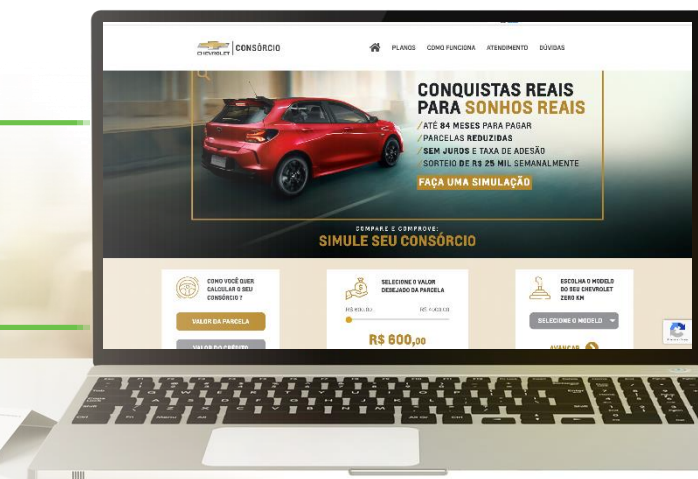 CHEVROLET | CONSÓRCIO
PLANOS COMO FUNCIONA ATENDIMENTO DÚVIDAS
CONQUISTAS REAIS
PARA SONHOS REAIS
/ATÉ 84 MESES PARA PAGAR
/PARCELAS REDUZIDAS
/SEM JUROS E TAXA DE ADESÃO
/SORTEIO DE R$ 25 MIL SEMANALMENTE
FAÇA UMA SIMULAÇÃO
COMPARE E COMPROVE:
SIMULE SEU CONSÓRCIO
COMO VOCÊ QUER
CALCULAR O SEU
CONSÓRCIO?
VALOR DA PARCELA
VALOR DO CRÉDITO
SELECIONE O VALOR
DESEJADO DA PARCELA
R$ 600,00
ESCOLHA O MODELO
DO SEU CHEVROLET
ZERO KM
SELECIONE O MODELO
AVANÇAR